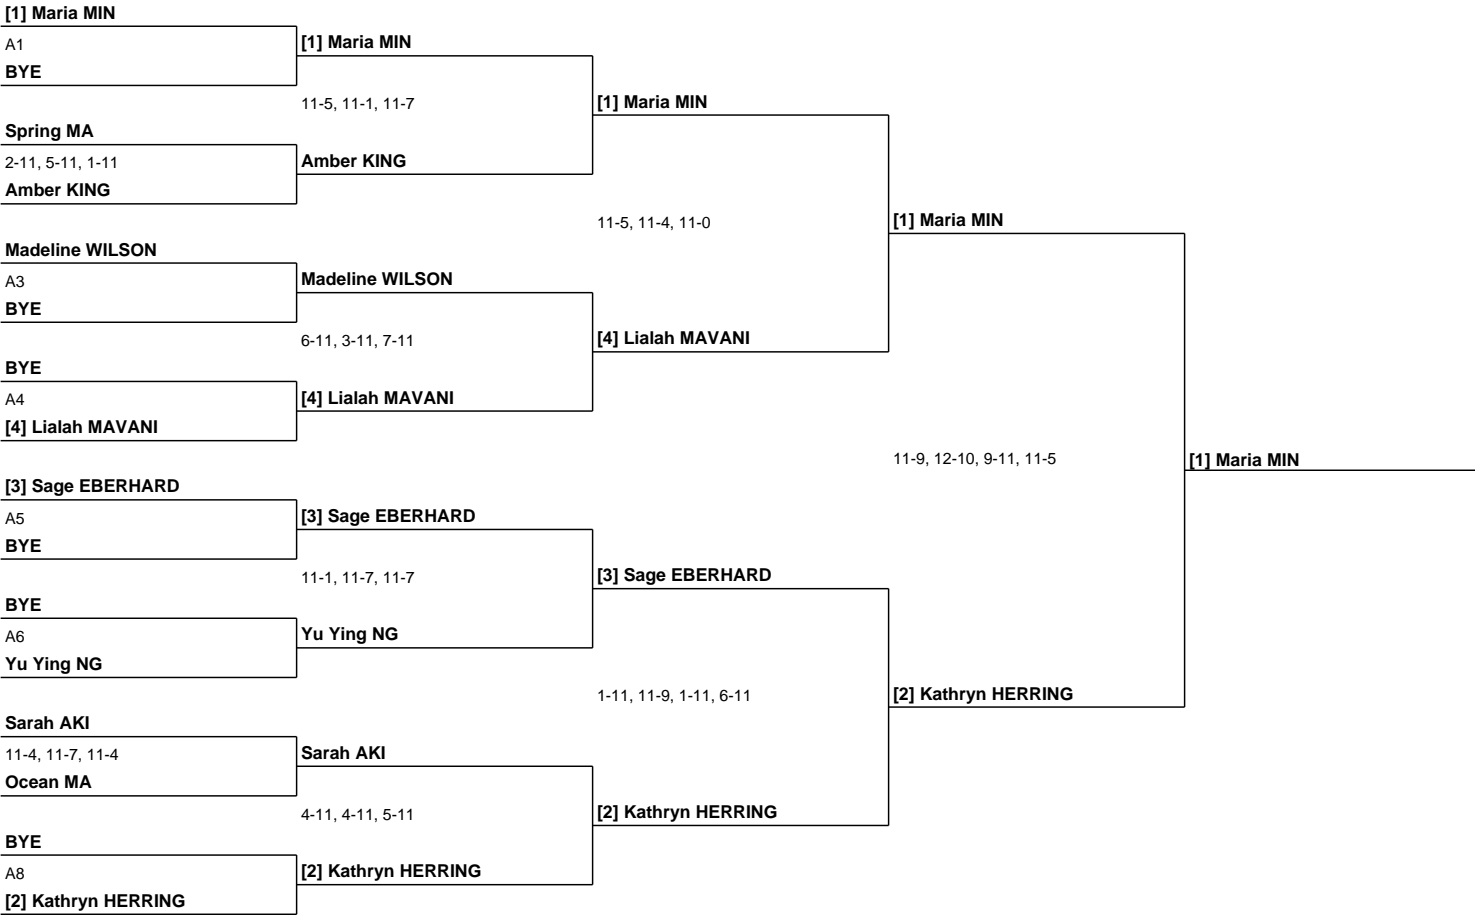 [1] Maria MIN
A1
BYE
Spring MA
2-11, 5-11, 1-11
Amber KING
Madeline WILSON
A3
BYE
BYE
A4
[4] Lialah MAVANI
[3] Sage EBERHARD
A5
BYE
BYE
A6
Yu Ying NG
Sarah AKI
11-4, 11-7, 11-4
Ocean MA
BYE
A8
[2] Kathryn HERRING
[1] Maria MIN
11-5, 11-1, 11-7
Amber KING
Madeline WILSON
6-11, 3-11, 7-11
[4] Lialah MAVANI
[3] Sage EBERHARD
11-1, 11-7, 11-7
Yu Ying NG
Sarah AKI
4-11, 4-11, 5-11
[2] Kathryn HERRING
[1] Maria MIN
11-5, 11-4, 11-0
[4] Lialah MAVANI
[3] Sage EBERHARD
1-11, 11-9, 1-11, 6-11
[2] Kathryn HERRING
[1] Maria MIN
11-9, 12-10, 9-11, 11-5
[2] Kathryn HERRING
[1] Maria MIN